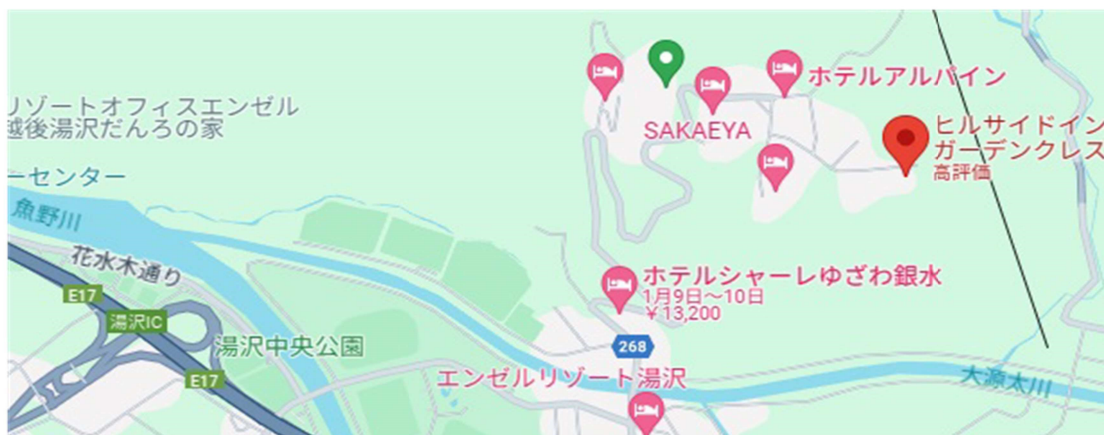 ホテルアルパイン
リゾートオフィスエンゼル
越後湯沢だんろの家
SAKAEYA
ヒルサイドイン
ガーデンクレス
高評価
ーセンター
魚野川
花水木通り
ホテルシャーレゆざわ銀水
1月9日~10日
¥13,200
E17
湯沢IC
湯沢中央公園
268
E17
エンゼルリゾート湯沢
大源太川